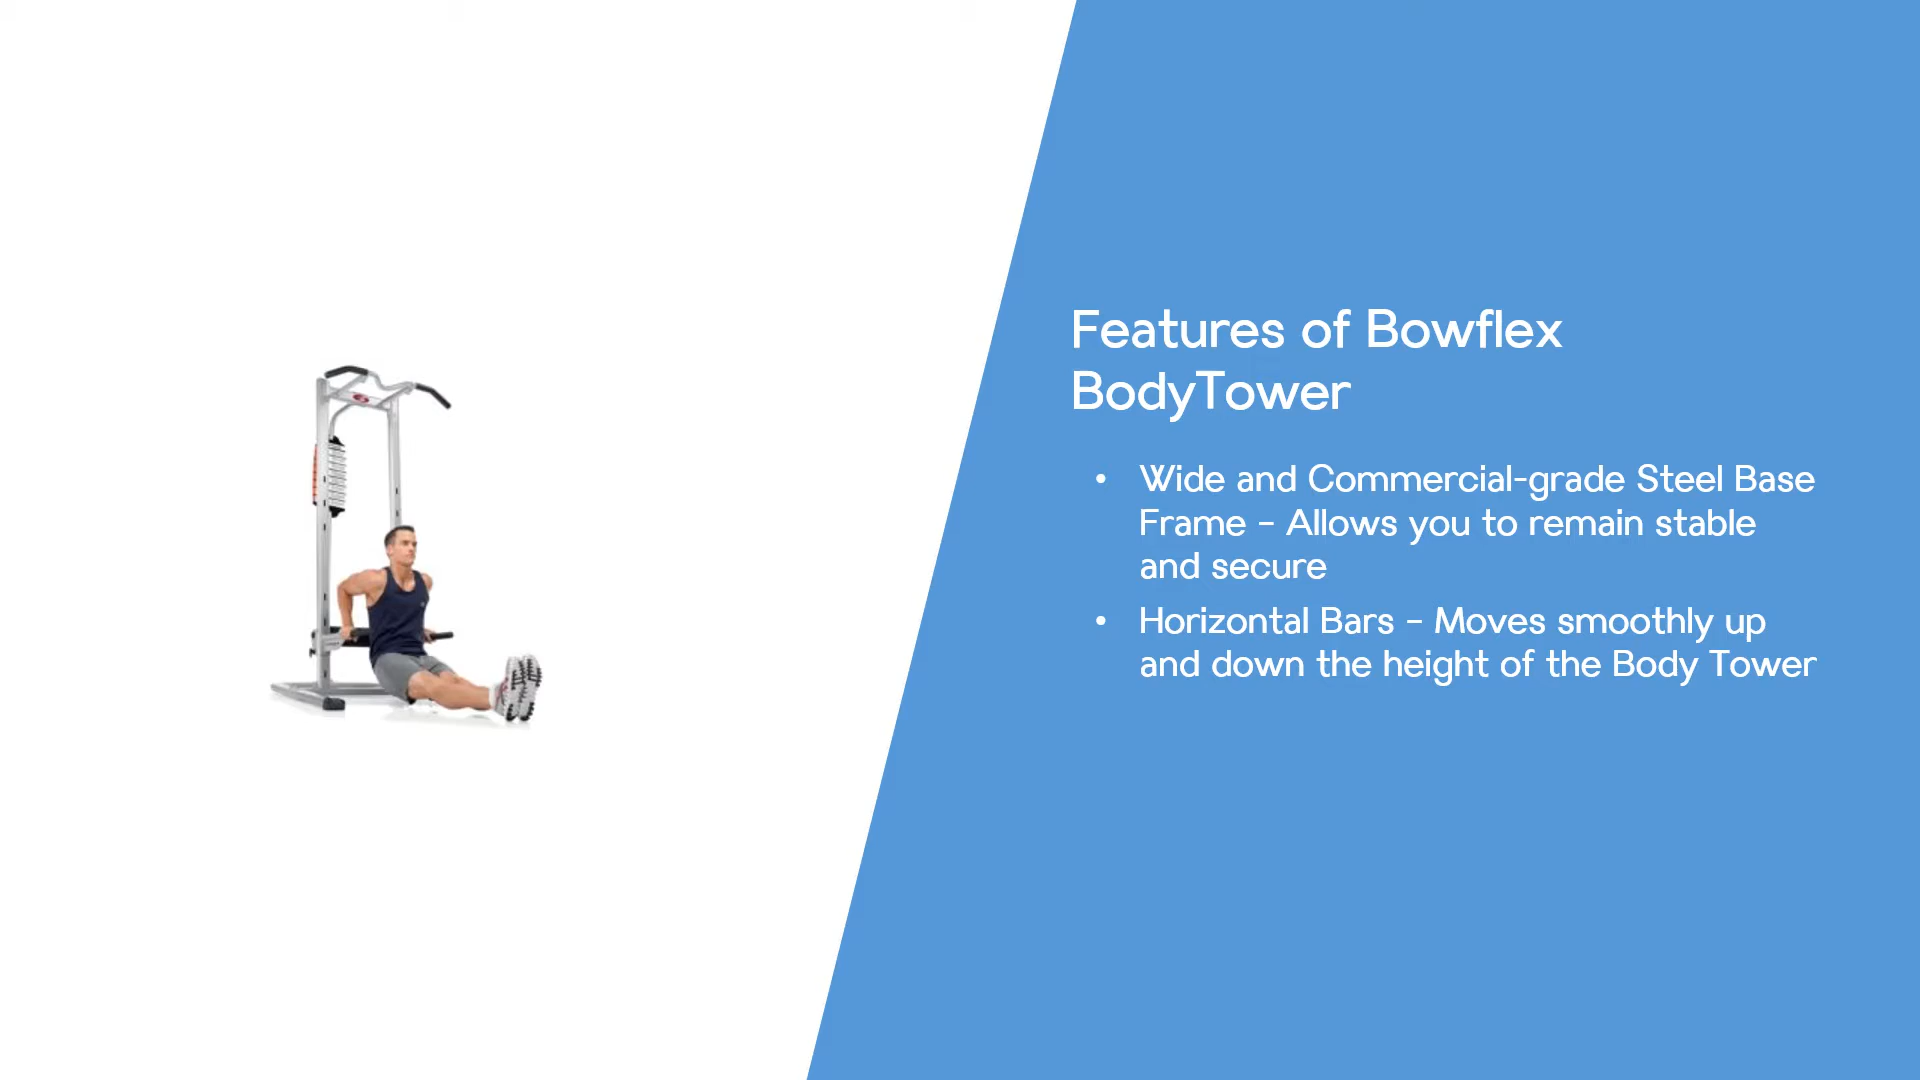 Features of Bowflex
BodyTower
• Wide and Commercial-grade Steel Base
Frame – Allows you to remain stable
and secure
• Horizontal Bars – Moves smoothly up
and down the height of the Body Tower